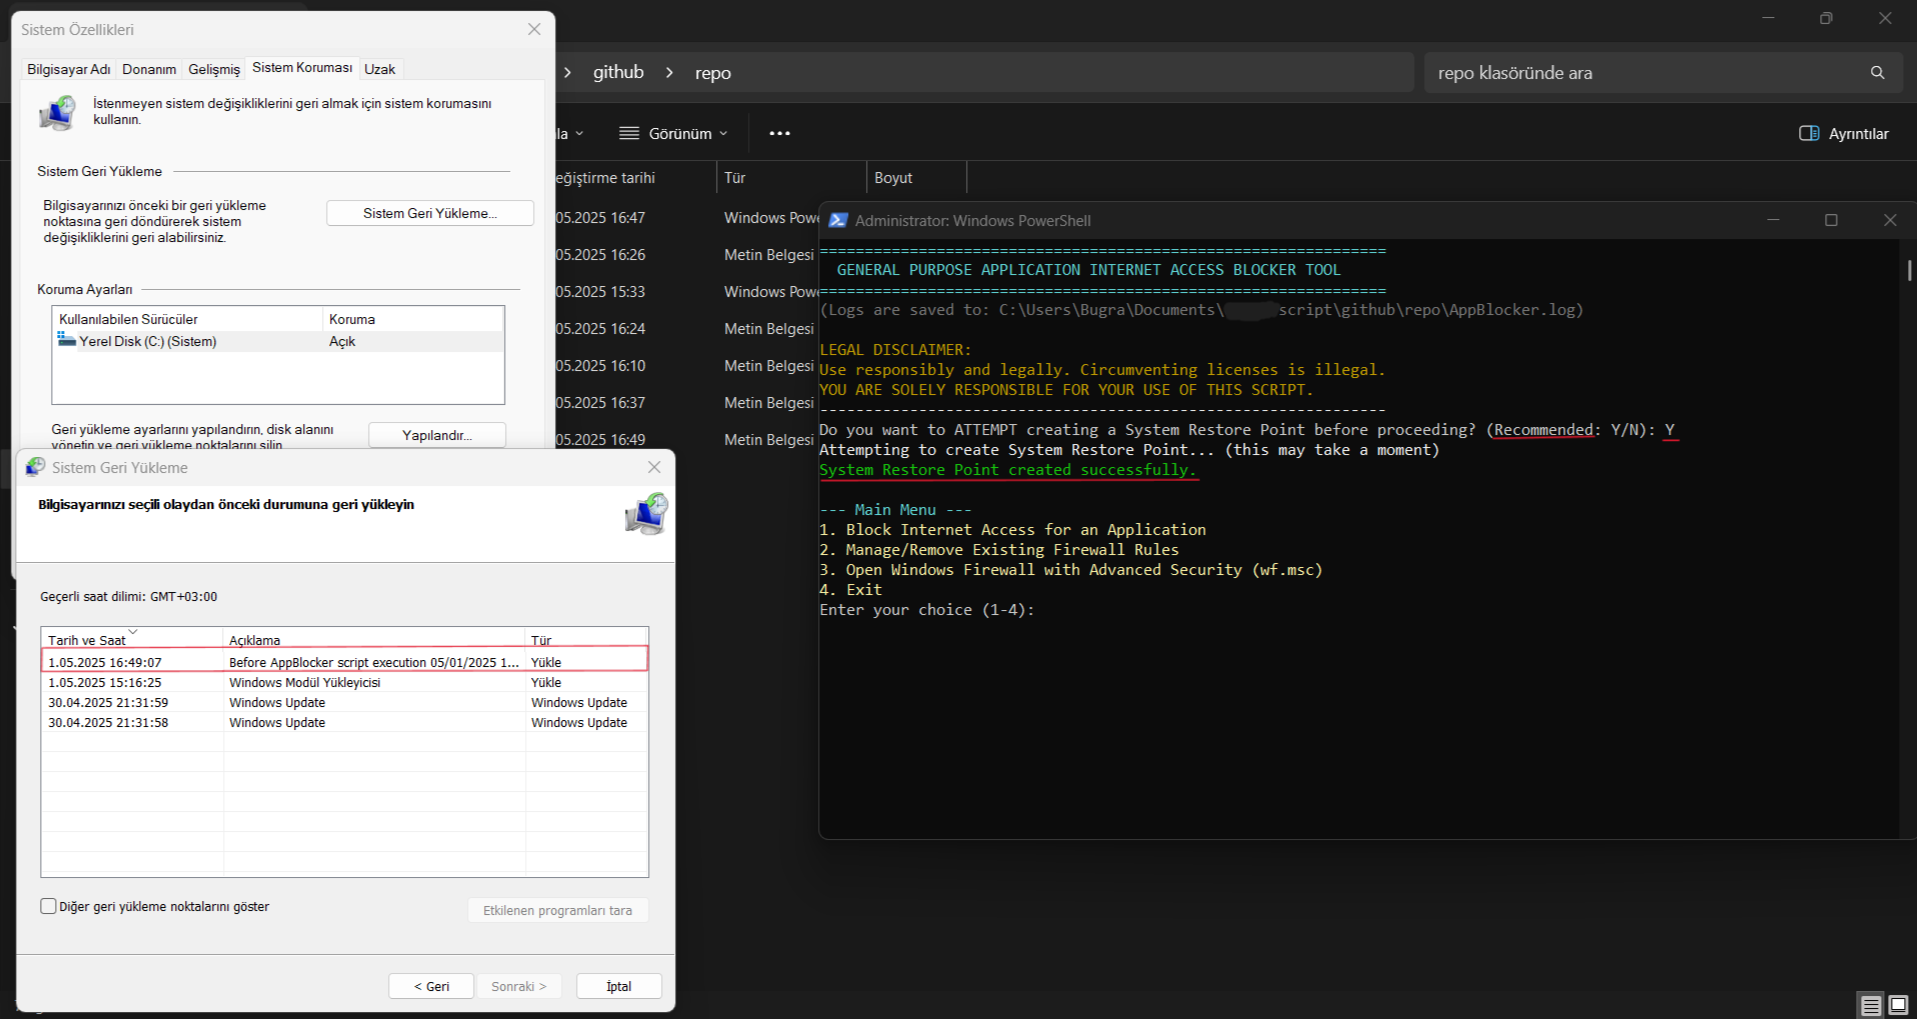 Sistem Özellikleri
Bilgisayar Adı Donanım Gelişmiş Sistem Koruması Uzak
İstenmeyen sistem değişikliklerini geri almak için sistem korumasını
kullanın.
Sistem Geri Yükleme
Bilgisayarınızı önceki bir geri yükleme
noktasına geri döndürerek sistem
değişikliklerini geri alabilirsiniz.
Sistem Geri Yükleme...
Koruma Ayarları
Kullanılabilen Sürücüler Koruma
Yerel Disk (C:) (Sistem) Açık
Geri yükleme ayarlarını yapılandırın, disk alanını
yönetin ve geri yükleme noktalarını silin
Yapılandır...
Sistem Geri Yükleme
Bilgisayarınızı seçili olaydan önceki durumuna geri yükleyin
Geçerli saat dilimi: GMT+03:00
Tarih ve Saat Açıklama Tür
1.05.2025 16:49:07 Before AppBlocker script execution 05/01/2025 1... Yükle
1.05.2025 15:16:25 Windows Modül Yükleyicisi Yükle
30.04.2025 21:31:59 Windows Update Windows Update
30.04.2025 21:31:58 Windows Update Windows Update
Diğer geri yükleme noktalarını göster
Etkilenen programları tara
< Geri Sonraki > İptal
> github > repo
repo klasöründe ara
la Görünüm ••• Ayrıntılar
eğiştirme tarihi Tür Boyut
05.2025 16:47 Windows Powe
05.2025 16:26 Metin Belgesi
05.2025 15:33 Windows Powe
05.2025 16:24 Metin Belgesi
05.2025 16:10 Metin Belgesi
05.2025 16:37 Metin Belgesi
05.2025 16:49 Metin Belgesi
Administrator: Windows PowerShell
===============================================================
GENERAL PURPOSE APPLICATION INTERNET ACCESS BLOCKER TOOL
===============================================================
(Logs are saved to: C:\Users\Bugra\Documents\ script\github\repo\AppBlocker.log)
LEGAL DISCLAIMER:
Use responsibly and legally. Circumventing licenses is illegal.
YOU ARE SOLELY RESPONSIBLE FOR YOUR USE OF THIS SCRIPT.
---------------------------------------------------------------
Do you want to ATTEMPT creating a System Restore Point before proceeding? (Recommended: Y/N): Y
Attempting to create System Restore Point... (this may take a moment)
System Restore Point created successfully.
--- Main Menu ---
1. Block Internet Access for an Application
2. Manage/Remove Existing Firewall Rules
3. Open Windows Firewall with Advanced Security (wf.msc)
4. Exit
Enter your choice (1-4):